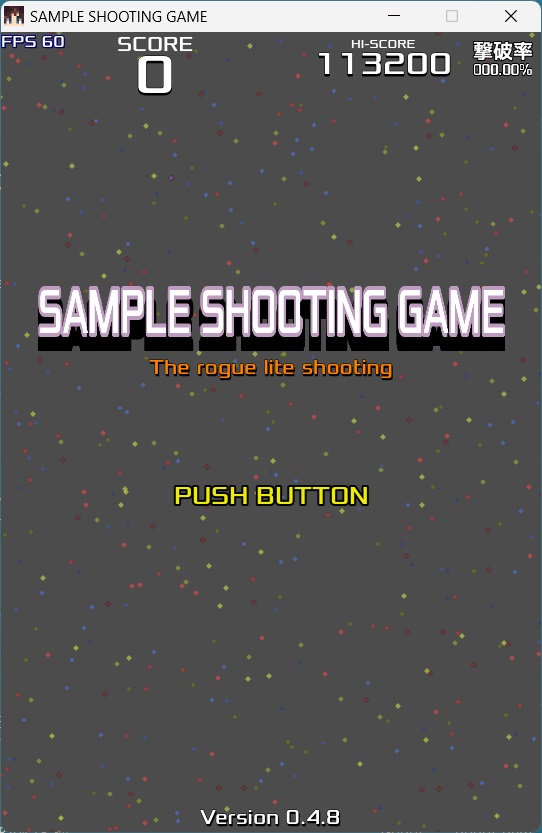 SAMPLE SHOOTING GAME
FPS 60
SCORE
0
HI-SCORE
113200
撃破率
000.00%
SAMPLE SHOOTING GAME
The rogue lite shooting
PUSH BUTTON
Version 0.4.8